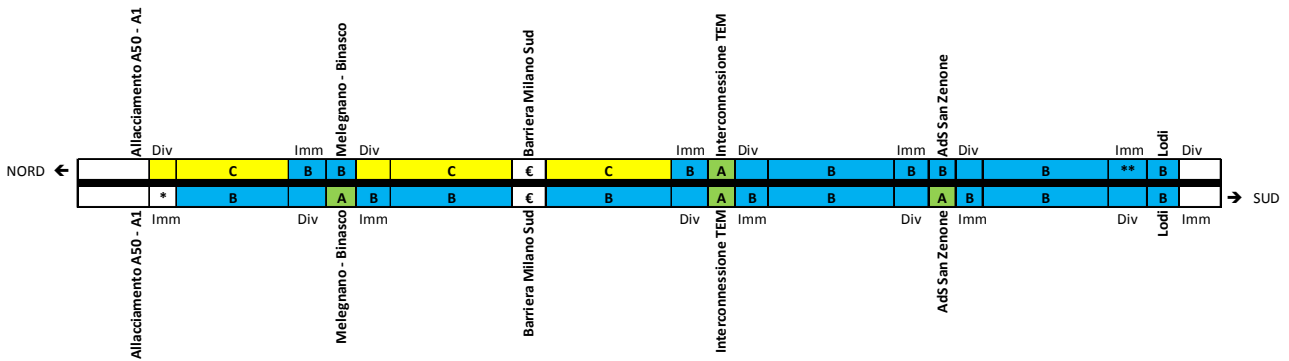 Allacciamento A50 - A1
Melegnano - Binasco
Barriera Milano Sud
Interconnessione TEM
AdS San Zenone
Lodi
Div Imm Div Imm Div Imm Div Imm Div
NORD ← C B B C € C B A B B B B ** B
* B A B B € B A B B A B B B → SUD
Imm Div Imm Div Imm Div Imm Div Imm
Allacciamento A50 - A1
Melegnano - Binasco
Barriera Milano Sud
Interconnessione TEM
AdS San Zenone
Lodi